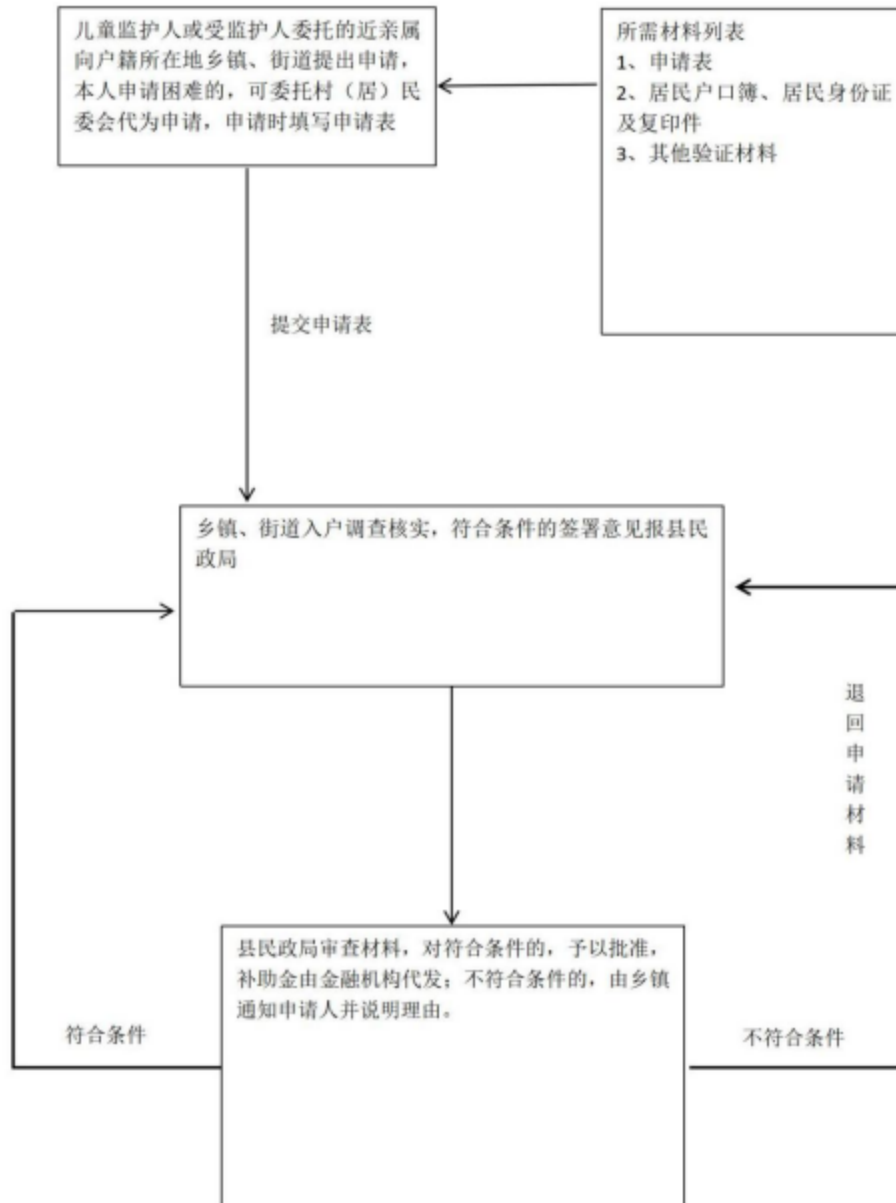 儿童监护人或受监护人委托的近亲属
向户籍所在地乡镇、街道提出申请，
本人申请困难的，可委托村（居）民
委会代为申请，申请时填写申请表
所需材料列表
1、申请表
2、居民户口簿、居民身份证
及复印件
3、其他验证材料
提交申请表
乡镇、街道入户调查核实，符合条件的签署意见报县民
政局
退
回
申
请
材
料
县民政局审查材料，对符合条件的，予以批准，
补助金由金融机构代发；不符合条件的，由乡镇
通知申请人并说明理由。
符合条件
不符合条件